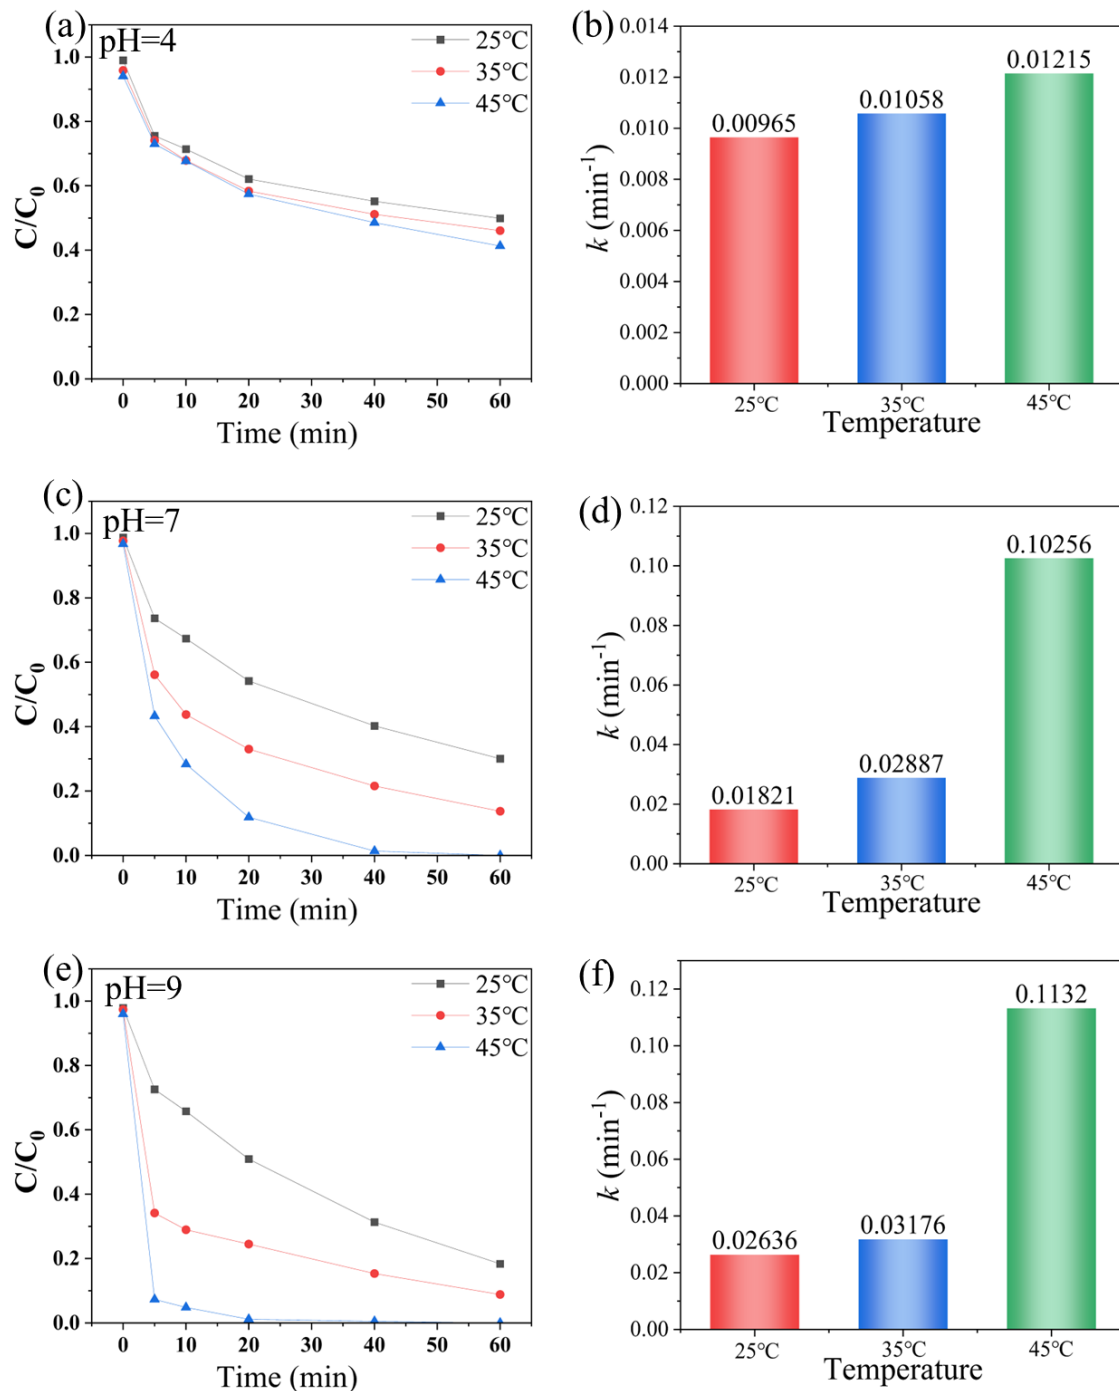 (a)
pH=4
25℃
35℃
45℃
1.0
0.8
0.6
0.4
0.2
0.0
C/C0
0 10 20 30 40 50 60
Time (min)
(b)
0.014
0.012
0.010
0.008
0.006
0.004
0.002
0.000
k (min-1)
0.00965
0.01058
0.01215
25℃ 35℃ 45℃
Temperature
(c)
pH=7
25℃
35℃
45℃
1.0
0.8
0.6
0.4
0.2
0.0
C/C0
0 10 20 30 40 50 60
Time (min)
(d)
0.12
0.10
0.08
0.06
0.04
0.02
0.00
k (min-1)
0.01821
0.02887
0.10256
25℃ 35℃ 45℃
Temperature
(e)
pH=9
25℃
35℃
45℃
1.0
0.8
0.6
0.4
0.2
0.0
C/C0
0 10 20 30 40 50 60
Time (min)
(f)
0.12
0.10
0.08
0.06
0.04
0.02
0.00
k (min-1)
0.02636
0.03176
0.1132
25℃ 35℃ 45℃
Temperature